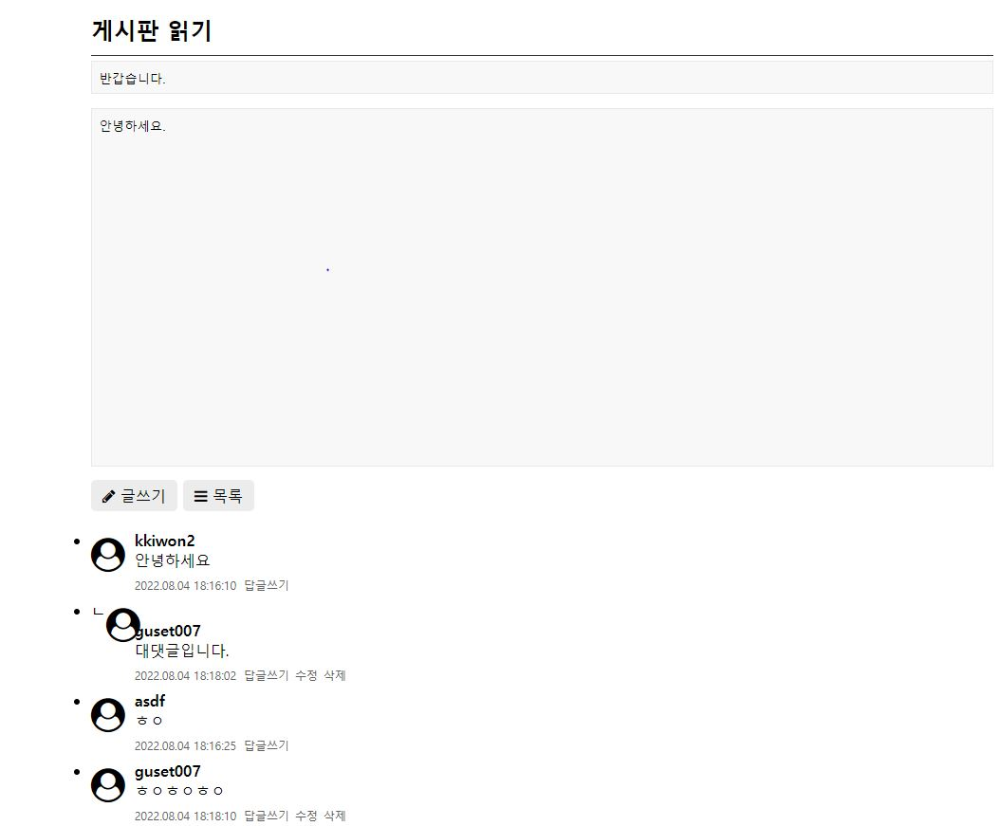 게시판 읽기
반갑습니다.
안녕하세요.
글쓰기 목록
kkiwon2
안녕하세요
2022.08.04 18:16:10 답글쓰기
ㄴ
guset007
대댓글입니다.
2022.08.04 18:18:02 답글쓰기 수정 삭제
asdf
ㅎㅇ
2022.08.04 18:16:25 답글쓰기
guset007
ㅎㅇㅎㅇㅎㅇ
2022.08.04 18:18:10 답글쓰기 수정 삭제